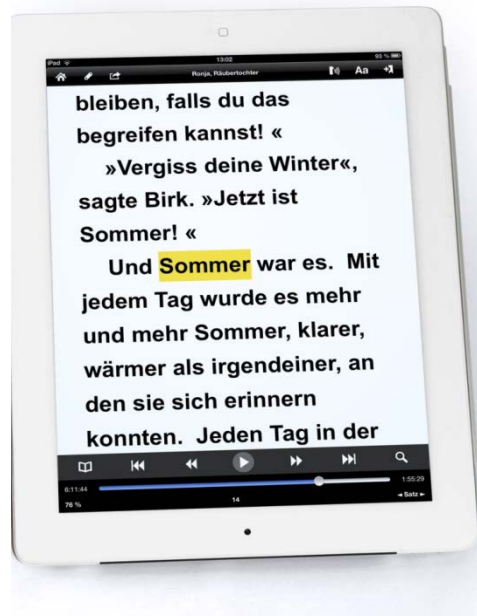 iPad 13:02 93 %
Ronja, Räubertochter Aa
bleiben, falls du das
begreifen kannst! «
»Vergiss deine Winter«,
sagte Birk. »Jetzt ist
Sommer! «
Und Sommer war es. Mit
jedem Tag wurde es mehr
und mehr Sommer, klarer,
wärmer als irgendeiner, an
den sie sich erinnern
konnten. Jeden Tag in der
6:11:44 1:55:29
76 % 14 ◄ Satz ►